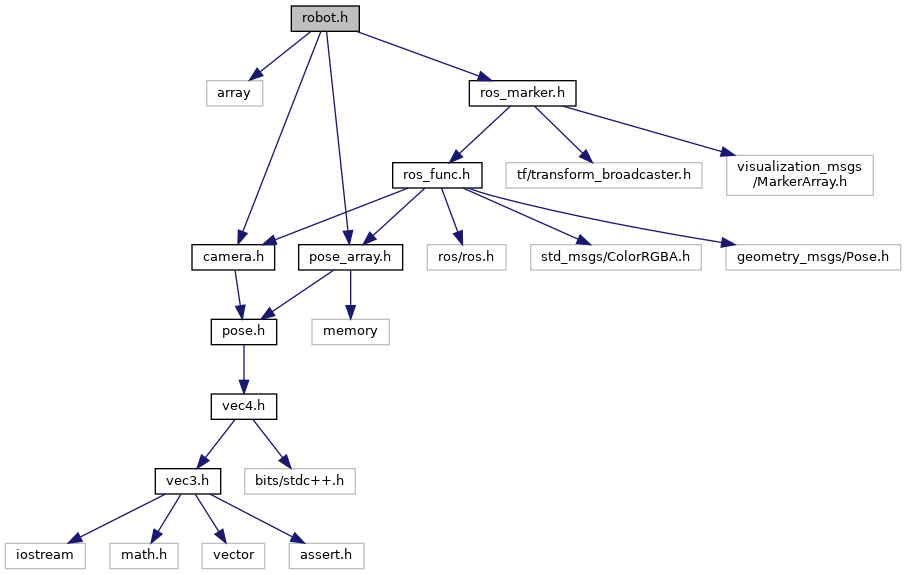 robot.h
array
ros_marker.h
ros_func.h
tf/transform_broadcaster.h
visualization_msgs
/MarkerArray.h
camera.h
pose_array.h
ros/ros.h
std_msgs/ColorRGBA.h
geometry_msgs/Pose.h
pose.h
memory
vec4.h
vec3.h
bits/stdc++.h
iostream
math.h
vector
assert.h